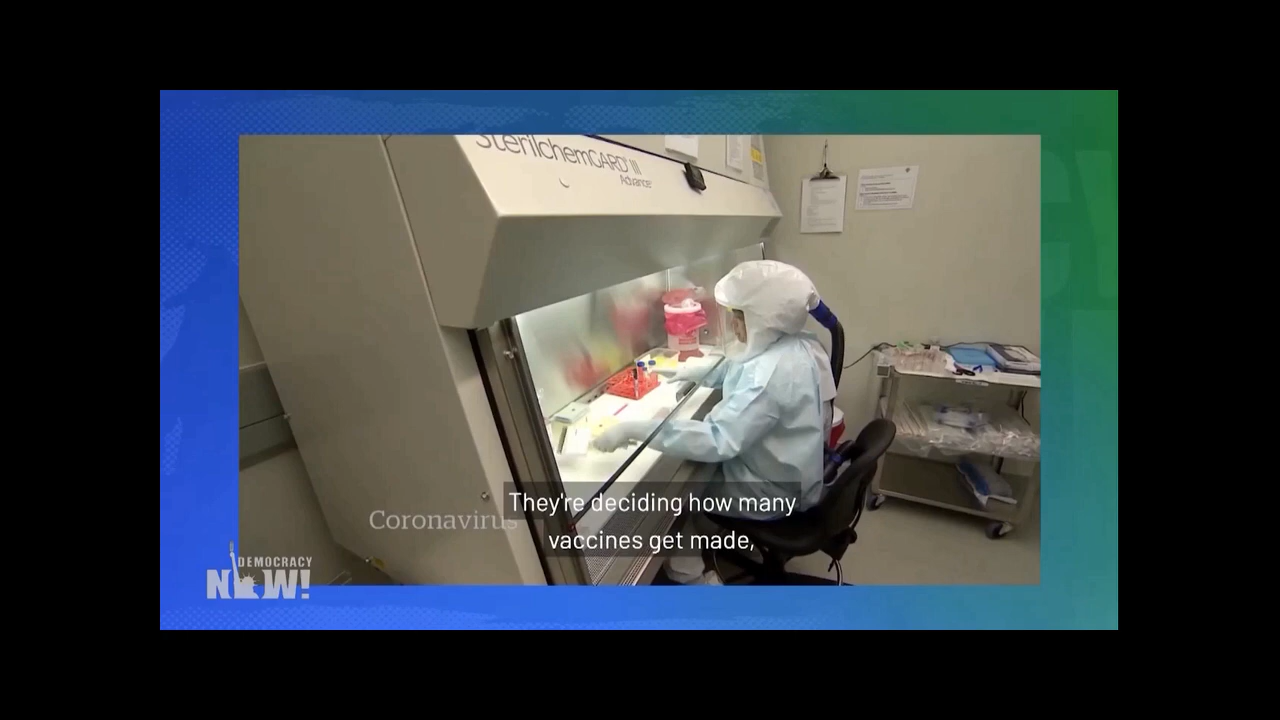 SterilchemGARD III
Advance
Coronavirus
They're deciding how many
vaccines get made,
DEMOCRACY
NOW!